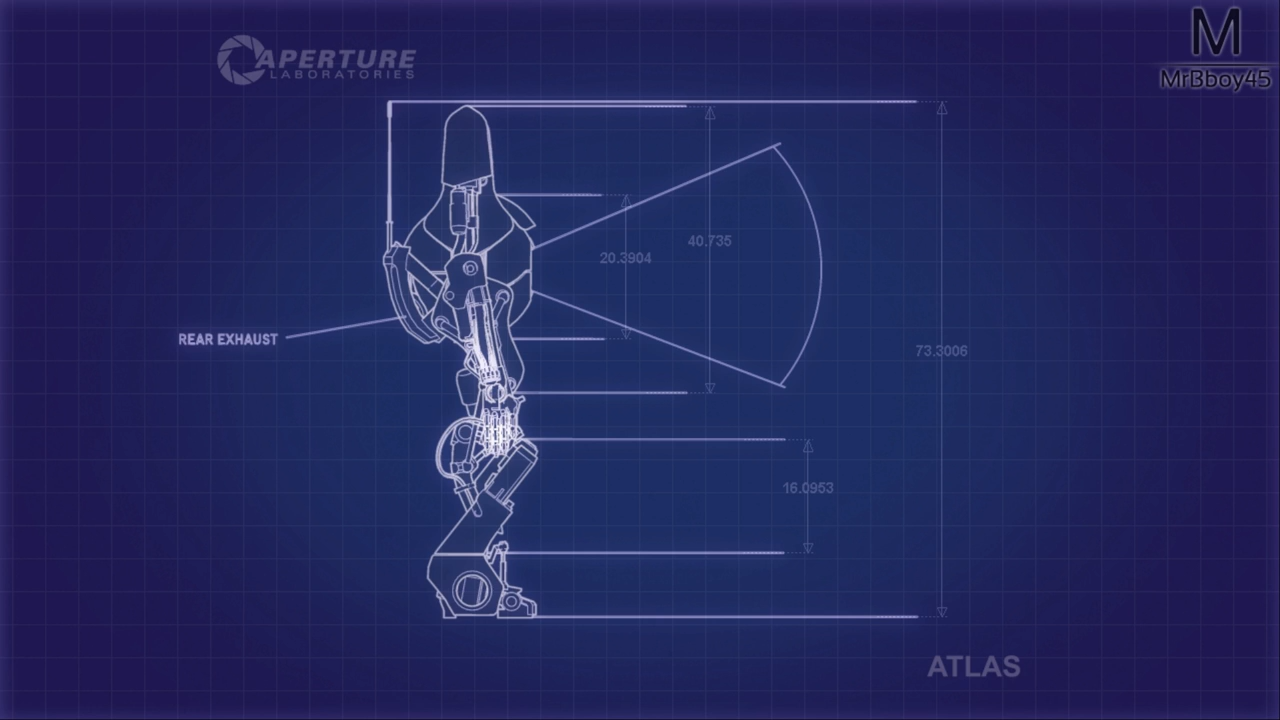 M
APERTURE
LABORATORIES
MrBboy45
40.735
20.3904
REAR EXHAUST
73.3006
16.0953
ATLAS